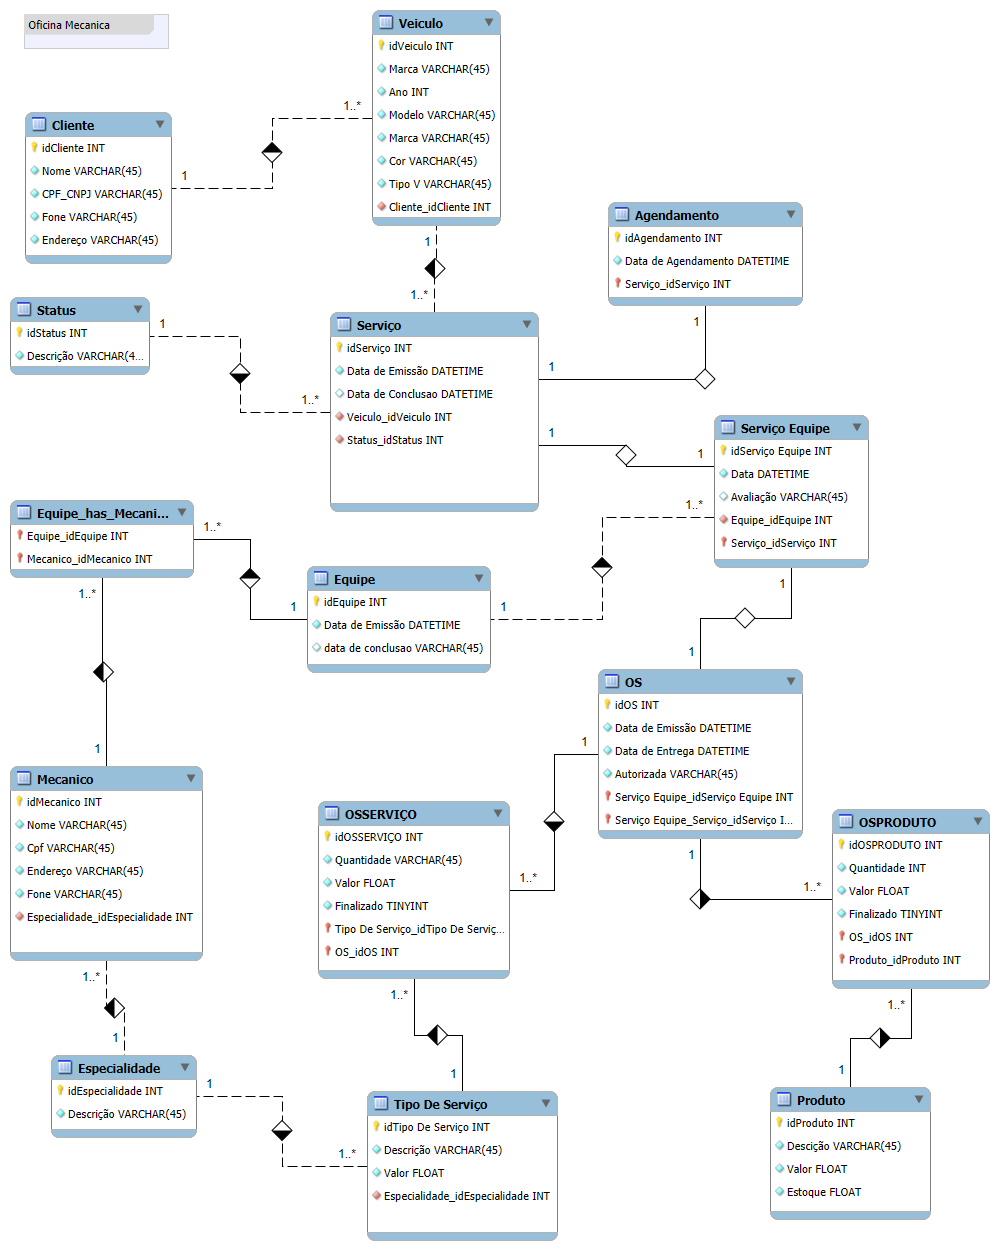 Oficina Mecanica
Veiculo
idVeiculo INT
Marca VARCHAR(45)
Ano INT
Modelo VARCHAR(45)
Marca VARCHAR(45)
Cor VARCHAR(45)
Tipo V VARCHAR(45)
Cliente_idCliente INT
1..*
1
Cliente
idCliente INT
Nome VARCHAR(45)
CPF_CNPJ VARCHAR(45)
Fone VARCHAR(45)
Endereço VARCHAR(45)
1
1..*
Agendamento
idAgendamento INT
Data de Agendamento DATETIME
Serviço_idServiço INT
1
1
Status
idStatus INT
Descrição VARCHAR(4...
1
1..*
Serviço
idServiço INT
Data de Emissão DATETIME
Data de Conclusao DATETIME
Veiculo_idVeiculo INT
Status_idStatus INT
1
1
Serviço Equipe
idServiço Equipe INT
Data DATETIME
Avaliação VARCHAR(45)
Equipe_idEquipe INT
Serviço_idServiço INT
1..*
1
Equipe_has_Mecani...
Equipe_idEquipe INT
Mecanico_idMecanico INT
1..*
1..*
1
Equipe
idEquipe INT
Data de Emissão DATETIME
data de conclusao VARCHAR(45)
1
1
OS
idOS INT
Data de Emissão DATETIME
Data de Entrega DATETIME
Autorizada VARCHAR(45)
Serviço Equipe_idServiço Equipe INT
Serviço Equipe_Serviço_idServiço I...
1
1
1..*
1
Mecanico
idMecanico INT
Nome VARCHAR(45)
Cpf VARCHAR(45)
Endereço VARCHAR(45)
Fone VARCHAR(45)
Especialidade_idEspecialidade INT
1..*
1
OSSERVIÇO
idOSSERVIÇO INT
Quantidade VARCHAR(45)
Valor FLOAT
Finalizado TINYINT
Tipo De Serviço_idTipo De Serviç...
OS_idOS INT
1..*
1..*
1
OSPRODUTO
idOSPRODUTO INT
Quantidade INT
Valor FLOAT
Finalizado TINYINT
OS_idOS INT
Produto_idProduto INT
1..*
1
Especialidade
idEspecialidade INT
Descrição VARCHAR(45)
1
1..*
Tipo De Serviço
idTipo De Serviço INT
Descrição VARCHAR(45)
Valor FLOAT
Especialidade_idEspecialidade INT
Produto
idProduto INT
Descição VARCHAR(45)
Valor FLOAT
Estoque FLOAT